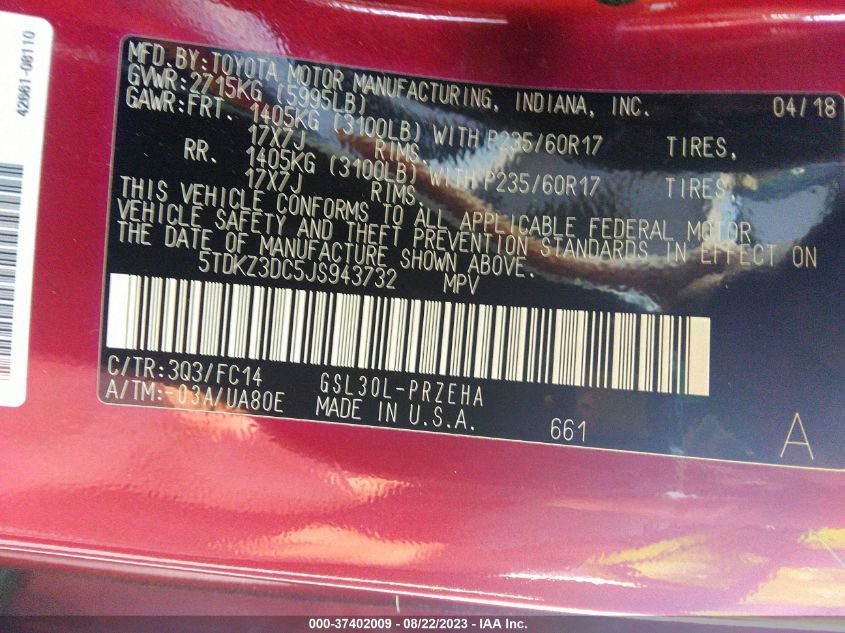 42661-08110
MFD.BY:TOYOTA MOTOR MANUFACTURING, INDIANA, INC. 04/18
GVWR:2715KG (5995LB)
GAWR:FRT. 1405KG (3100LB) WITH P235/60R17 TIRES,
17X7J RIMS.
RR. 1405KG (3100LB) WITH P235/60R17 TIRES,
17X7J RIMS.
THIS VEHICLE CONFORMS TO ALL APPLICABLE FEDERAL MOTOR
VEHICLE SAFETY AND THEFT PREVENTION STANDARDS IN EFFECT ON
THE DATE OF MANUFACTURE SHOWN ABOVE.
5TDKZ3DC5JS943732 MPV
C/TR:3Q3/FC14 GSL30L-PRZEHA
A/TM:-03A/UA80E MADE IN U.S.A. 661 A
000-37402009 - 08/22/2023 - IAA Inc.